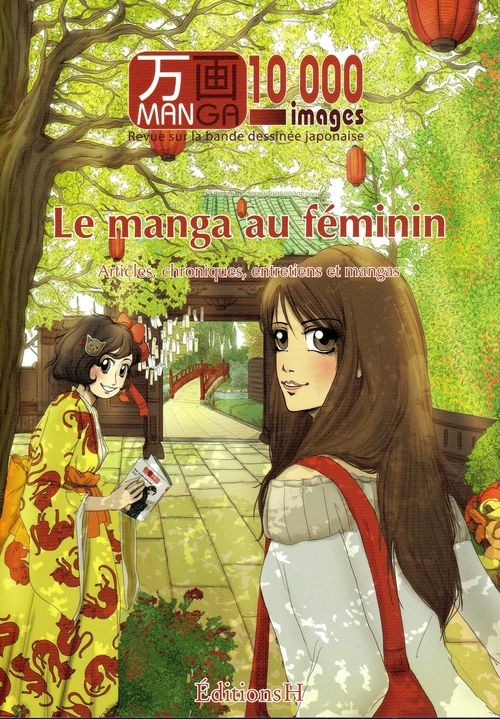 万画 10 000
MANGA images
Revue sur la bande dessinée japonaise
Le manga au féminin
Articles, chroniques, entretiens et mangas
ÉditionsH